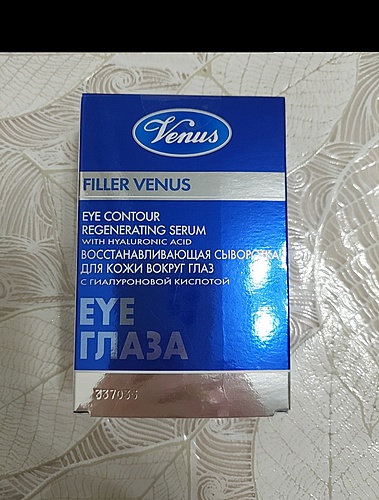 Venus
FILLER VENUS
EYE CONTOUR
REGENERATING SERUM
WITH HYALURONIC ACID
ВОССТАНАВЛИВАЮЩАЯ СЫВОРОТКА
ДЛЯ КОЖИ ВОКРУГ ГЛАЗ
С ГИАЛУРОНОВОЙ КИСЛОТОЙ
EYE
ГЛАЗА